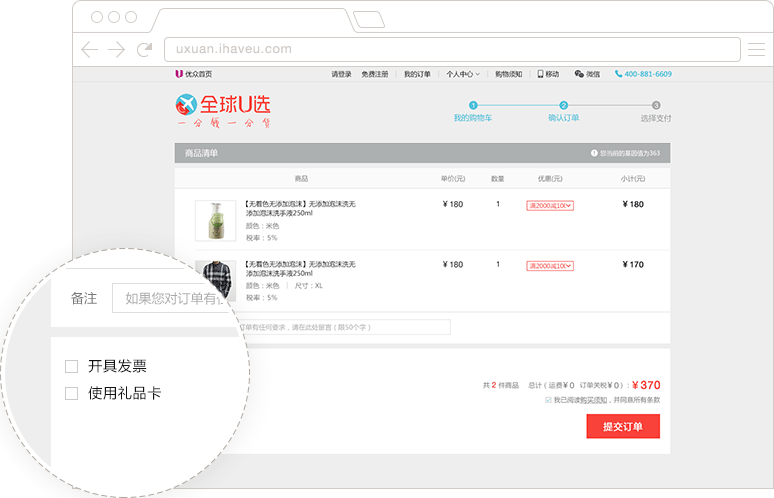 uxuan.ihaveu.com
优众首页 请登录 免费注册 我的订单 个人中心 购物须知 移动 微信 400-881-6609
全球U选
一分钱一分货
1 2 3
我的购物车 确认订单 选择支付
商品清单 您当前的基因值为363
商品 单价(元) 数量 优惠(元) 小计(元)
【无着色无添加泡沫】无添加泡沫洗无
添加泡沫洗手液250ml
¥ 180 1 满2000减100 ¥ 180
颜色：米色
税率：5%
【无着色无添加泡沫】无添加泡沫洗无
添加泡沫洗手液250ml
¥ 180 1 满2000减100 ¥ 170
颜色：米色 尺寸：XL
税率：5%
备注 如果您对订单有任
订单有任何要求，请在此处留言（限50个字）
开具发票
使用礼品卡
共 2 件商品 总计（运费¥ 0 订单关税¥ 0）: ¥ 370
我已阅读购买须知，并同意所有条款
提交订单